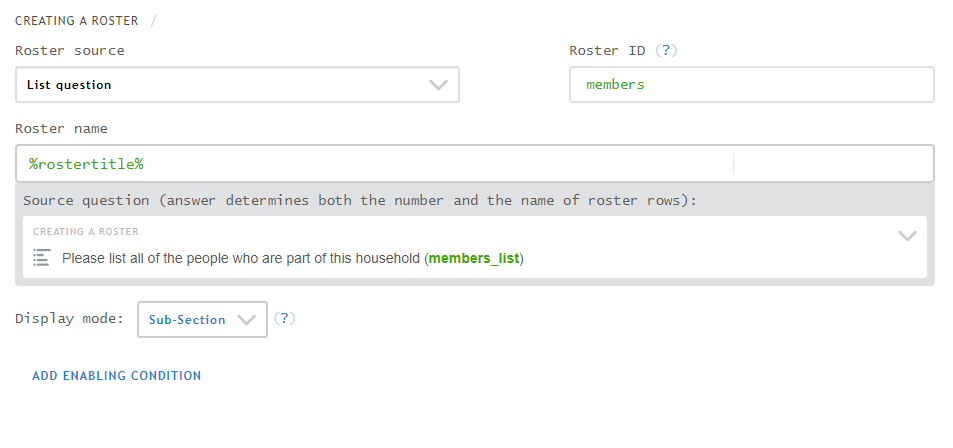 CREATING A ROSTER /
Roster source
Roster ID (?)
List question
members
Roster name
%rostertitle%
Source question (answer determines both the number and the name of roster rows):
CREATING A ROSTER
Please list all of the people who are part of this household (members_list)
Display mode: Sub-Section (?)
ADD ENABLING CONDITION